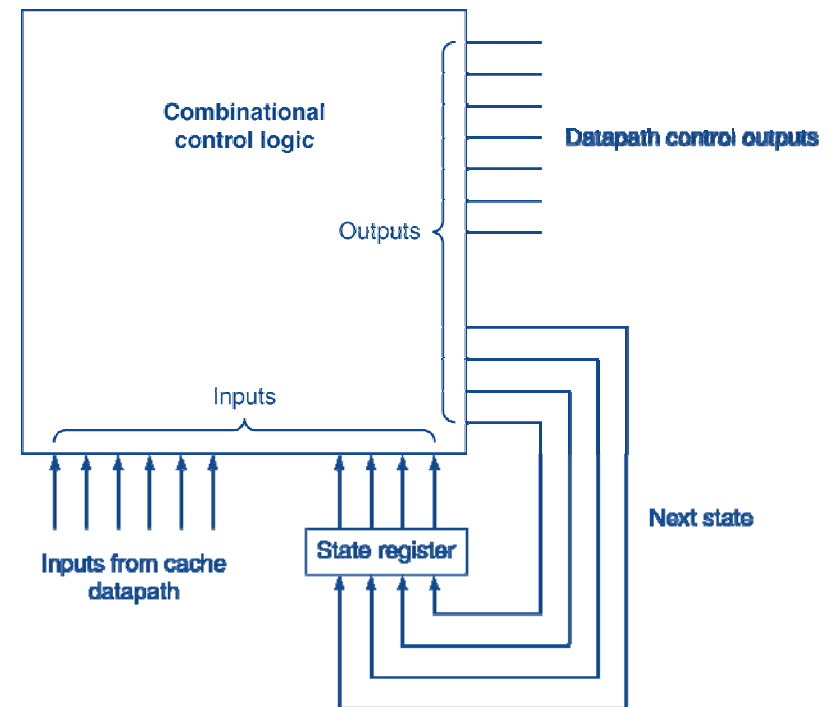 Combinational
control logic
Datapath control outputs
Outputs
Inputs
Next state
State register
Inputs from cache
datapath